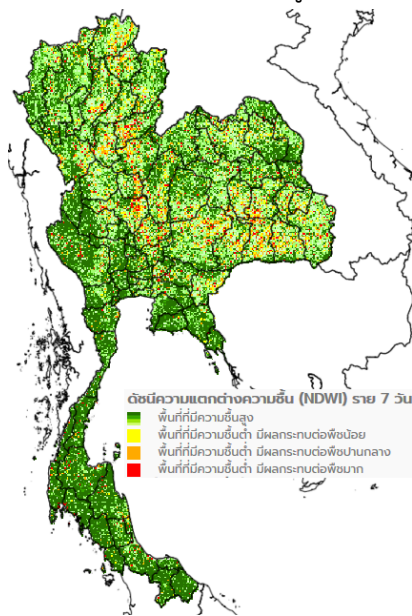 ดัชนีความแตกต่างความชื้น (NDWI) ราย 7 วัน
พื้นที่ที่มีความชื้นสูง
พื้นที่ที่มีความชื้นต่ำ มีผลกระทบต่อพืชน้อย
พื้นที่ที่มีความชื้นต่ำ มีผลกระทบต่อพืชปานกลาง
พื้นที่ที่มีความชื้นต่ำ มีผลกระทบต่อพืชมาก